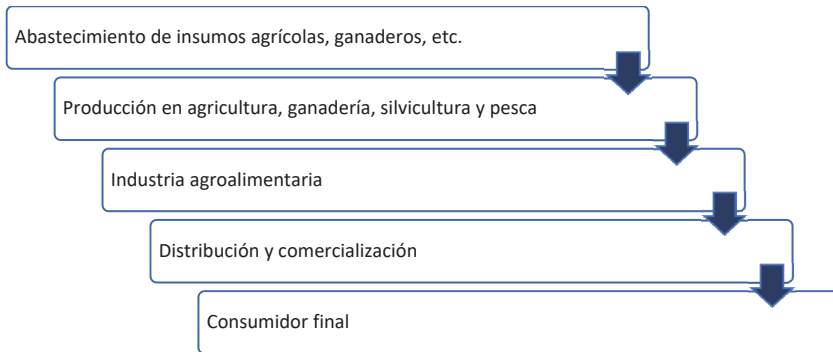 Abastecimiento de insumos agrícolas, ganaderos, etc.
Producción en agricultura, ganadería, silvicultura y pesca
Industria agroalimentaria
Distribución y comercialización
Consumidor final